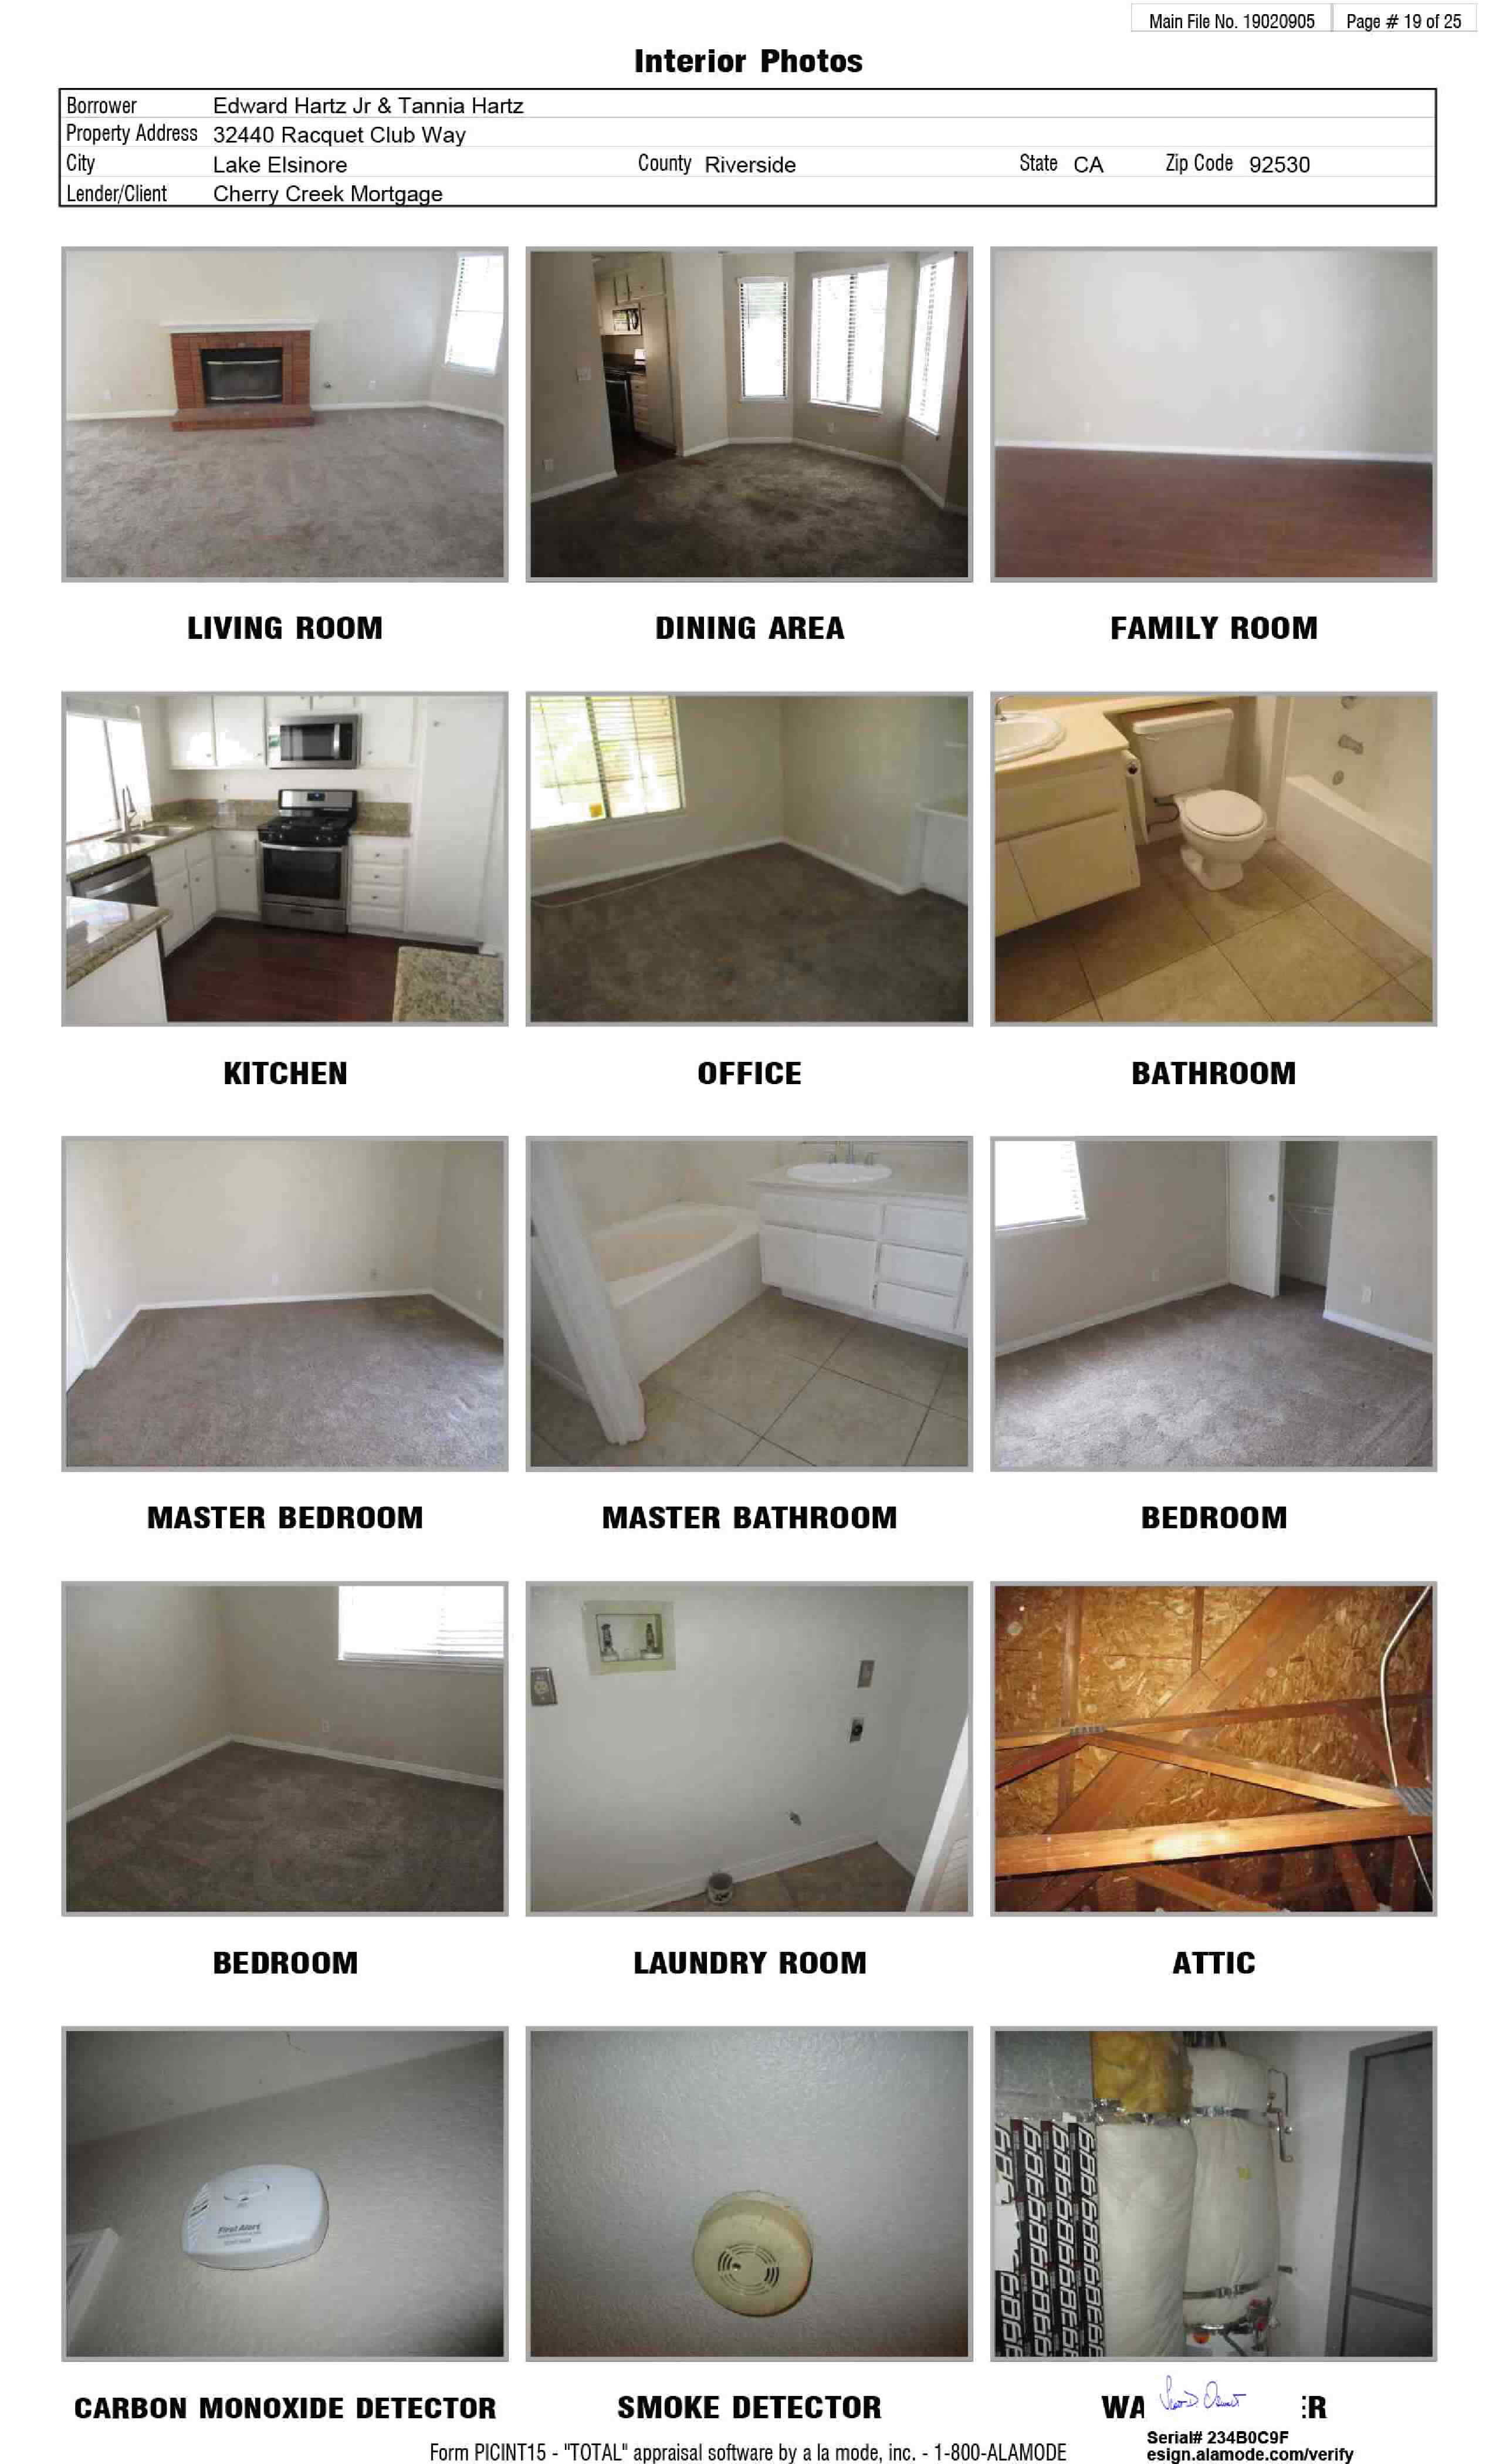 Main File No. 19020905 Page # 19 of 25
Interior Photos
Borrower Edward Hartz Jr & Tannia Hartz
Property Address 32440 Racquet Club Way
City Lake Elsinore County Riverside State CA Zip Code 92530
Lender/Client Cherry Creek Mortgage
LIVING ROOM DINING AREA FAMILY ROOM
KITCHEN OFFICE BATHROOM
MASTER BEDROOM MASTER BATHROOM BEDROOM
BEDROOM LAUNDRY ROOM ATTIC
First Alert
CARBON MONOXIDE DETECTOR SMOKE DETECTOR WA R
Serial# 234B0C9F
Form PICINT15 - "TOTAL" appraisal software by a la mode, inc. - 1-800-ALAMODE
esign.alamode.com/verify